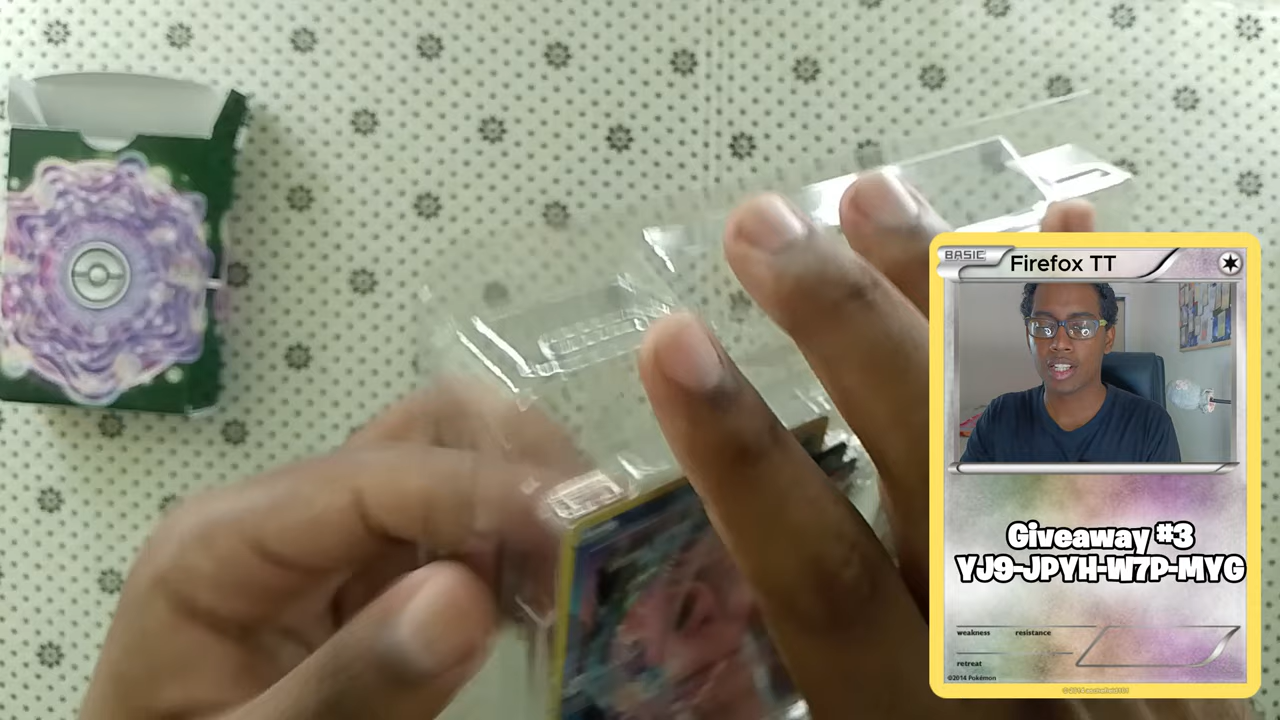 BASIC
Firefox TT
Giveaway #3
YJ9-JPYH-W7P-MYG
weakness resistance
retreat
©2014 Pokémon